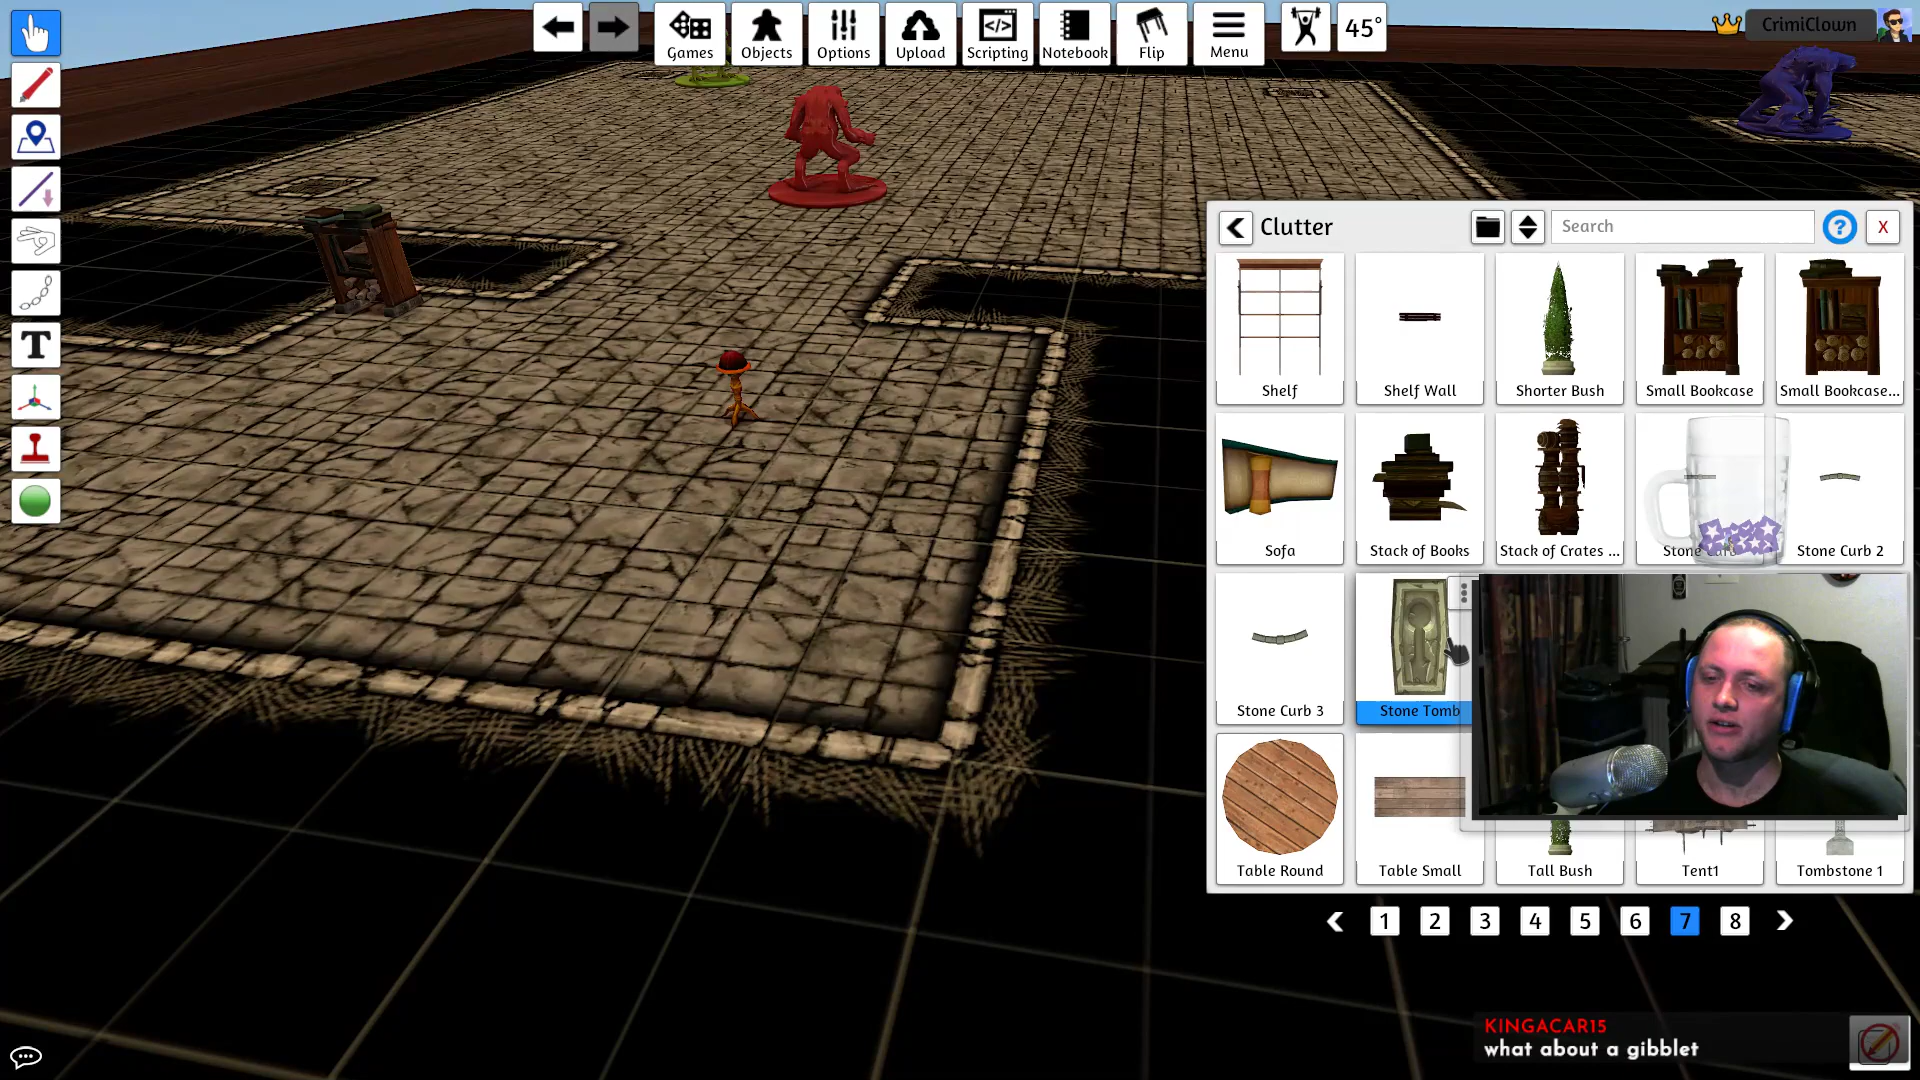 Games
Objects
Options
Upload
Scripting
Notebook
Flip
Menu
45°
CrimiClown
Clutter
Search
?
X
Shelf
Shelf Wall
Shorter Bush
Small Bookcase
Small Bookcase...
Sofa
Stack of Books
Stack of Crates ...
Stone
Stone Curb 2
Stone Curb 3
Stone Tomb
Table Round
Table Small
Tall Bush
Tent1
Tombstone 1
1 2 3 4 5 6 7 8
KINGACAR15
what about a gibblet
T